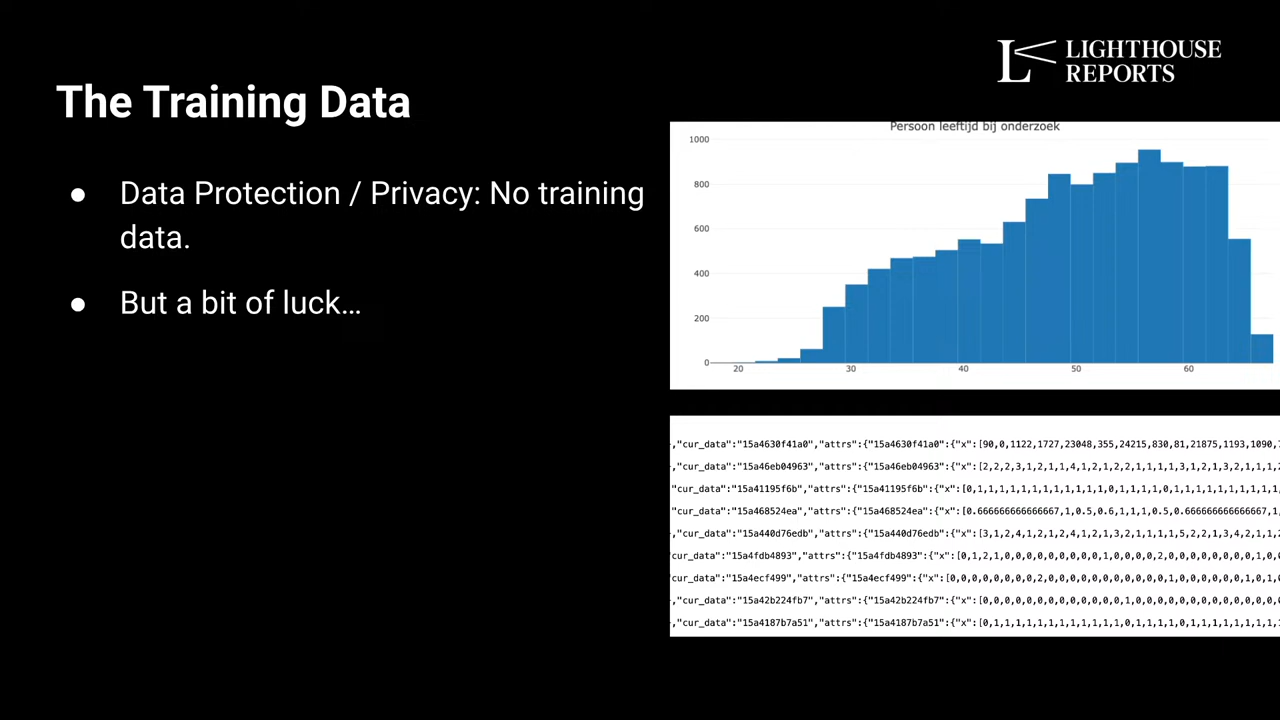 LIGHTHOUSE
REPORTS
The Training Data
● Data Protection / Privacy: No training
data.
● But a bit of luck…
Persoon leeftijd bij onderzoek
1000
800
600
400
200
0
20 30 40 50 60
,"cur_data":"15a4630f41a0","attrs":{"15a4630f41a0":{"x":[90,0,1122,1727,23048,355,24215,830,81,21875,1193,1090,
,"cur_data":"15a46eb04963","attrs":{"15a46eb04963":{"x":[2,2,2,3,1,2,1,1,4,1,2,1,2,2,1,1,1,1,3,1,2,1,3,2,1,1,1,2
"cur_data":"15a41195f6b","attrs":{"15a41195f6b":{"x":[0,1,1,1,1,1,1,1,1,1,1,1,0,1,1,1,1,0,1,1,1,1,1,1,1,1,1,1,
,"cur_data":"15a468524ea","attrs":{"15a468524ea":{"x":[0.666666666666667,1,0.5,0.6,1,1,1,0.5,0.666666666666667,1,
,"cur_data":"15a440d76edb","attrs":{"15a440d76edb":{"x":[3,1,2,4,1,2,1,2,4,1,2,1,3,2,1,1,1,1,5,2,2,1,3,4,2,1,1,2
"cur_data":"15a4fdb4893","attrs":{"15a4fdb4893":{"x":[0,1,2,1,0,0,0,0,0,0,0,0,0,1,0,0,0,0,2,0,0,0,0,0,0,0,1,0
"cur_data":"15a4ecf499","attrs":{"15a4ecf499":{"x":[0,0,0,0,0,0,0,0,2,0,0,0,0,0,0,0,0,0,0,0,1,0,0,0,0,0,0,1,0,1
,"cur_data":"15a42b224fb7","attrs":{"15a42b224fb7":{"x":[0,0,0,0,0,0,0,0,0,0,0,0,0,1,0,0,0,0,0,0,0,0,0,0,0,0,0,0
,"cur_data":"15a4187b7a51","attrs":{"15a4187b7a51":{"x":[0,1,1,1,1,1,1,1,1,1,1,1,1,0,1,1,1,1,0,1,1,1,1,1,1,1,1,